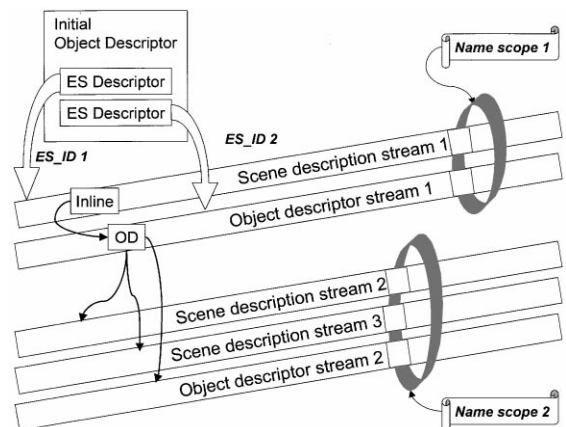 Initial
Object Descriptor
ES Descriptor
ES Descriptor
Name scope 1
ES_ID 1
ES_ID 2
Scene description stream 1
Inline
Object descriptor stream 1
OD
Scene description stream 2
Scene description stream 3
Object descriptor stream 2
Name scope 2